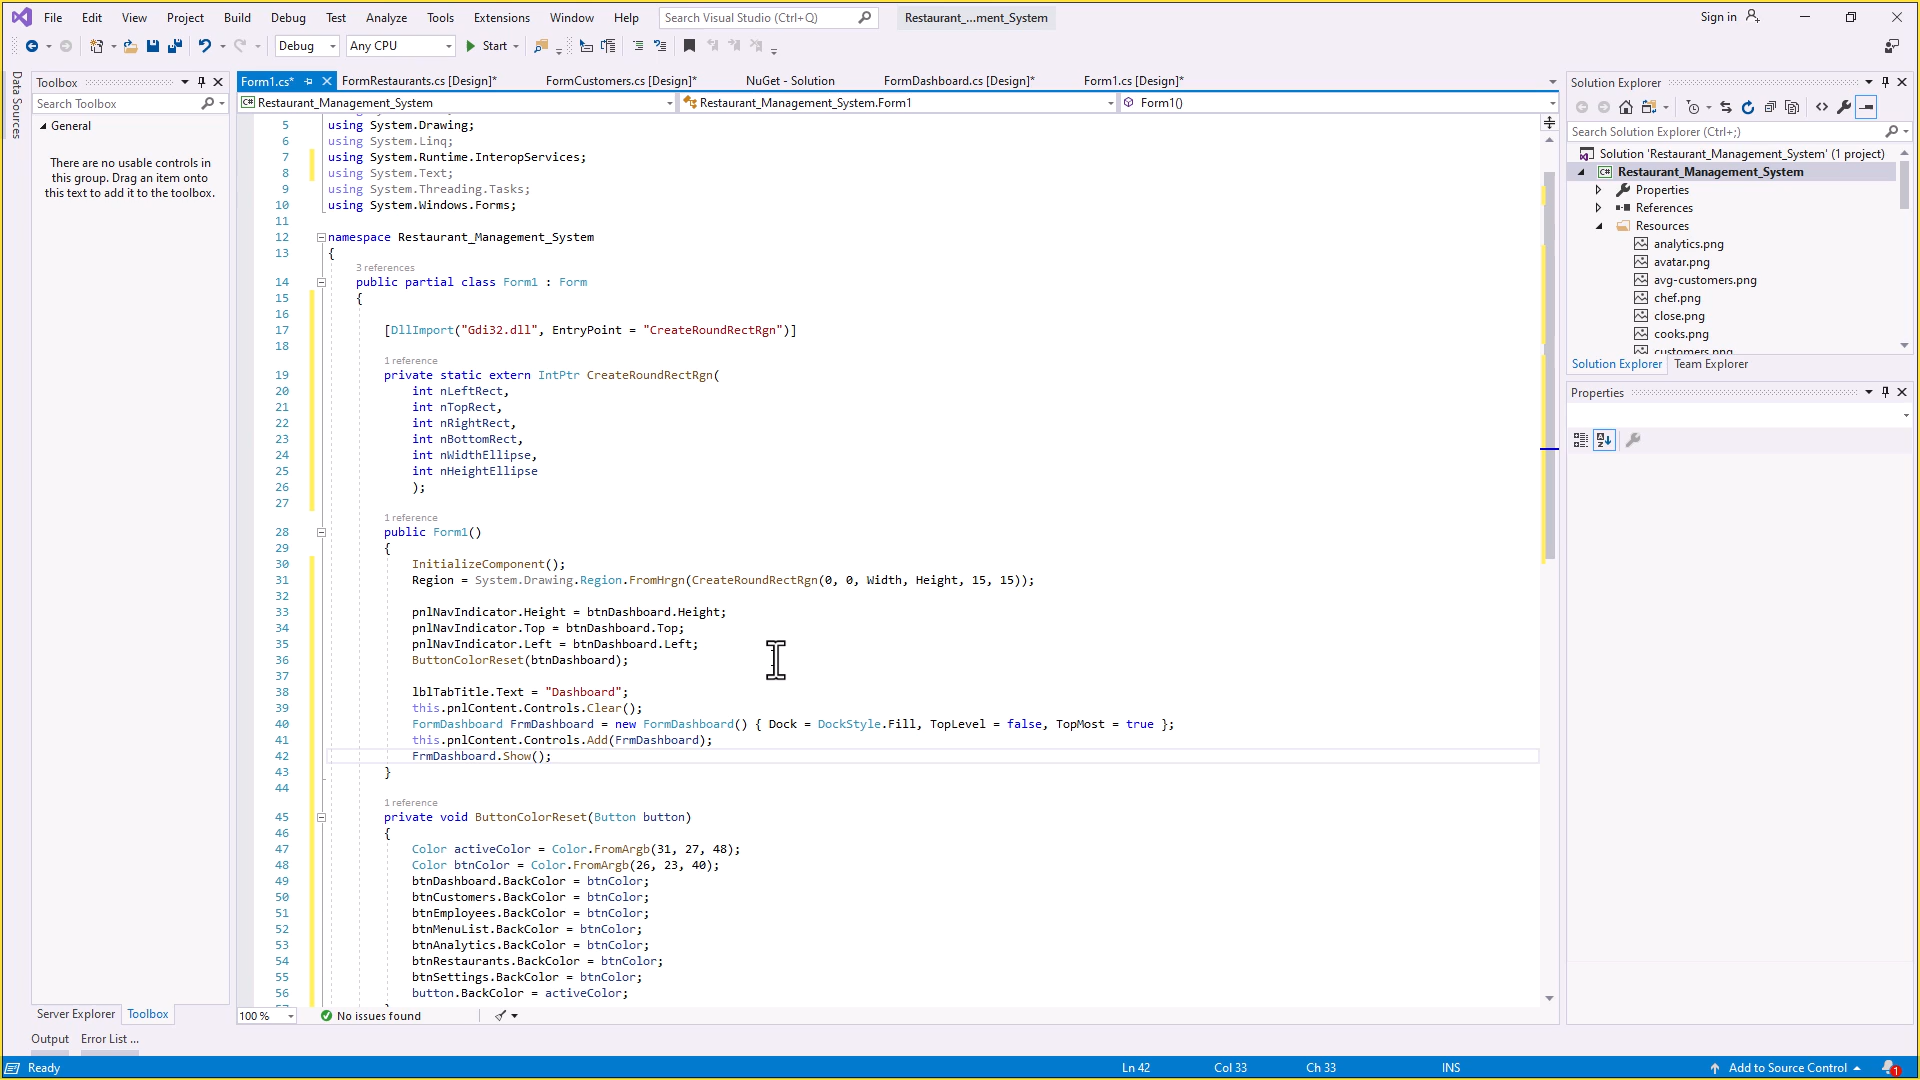 File Edit View Project Build Debug Test Analyze Tools Extensions Window Help Search Visual Studio (Ctrl+Q) Restaurant_...ment_System Sign in
Debug Any CPU Start
Data Sources
Toolbox
Search Toolbox
General
There are no usable controls in
this group. Drag an item onto
this text to add it to the toolbox.
Server Explorer Toolbox
Form1.cs* FormRestaurants.cs [Design]* FormCustomers.cs [Design]* NuGet - Solution FormDashboard.cs [Design]* Form1.cs [Design]*
C# Restaurant_Management_System Restaurant_Management_System.Form1 Form1()
5 using System.Drawing;
6 using System.Linq;
7 using System.Runtime.InteropServices;
8 using System.Text;
9 using System.Threading.Tasks;
10 using System.Windows.Forms;
11
12 namespace Restaurant_Management_System
13 {
3 references
14 public partial class Form1 : Form
15 {
16
17 [DllImport("Gdi32.dll", EntryPoint = "CreateRoundRectRgn")]
18
1 reference
19 private static extern IntPtr CreateRoundRectRgn(
20 int nLeftRect,
21 int nTopRect,
22 int nRightRect,
23 int nBottomRect,
24 int nWidthEllipse,
25 int nHeightEllipse
26 );
27
1 reference
28 public Form1()
29 {
30 InitializeComponent();
31 Region = System.Drawing.Region.FromHrgn(CreateRoundRectRgn(0, 0, Width, Height, 15, 15));
32
33 pnlNavIndicator.Height = btnDashboard.Height;
34 pnlNavIndicator.Top = btnDashboard.Top;
35 pnlNavIndicator.Left = btnDashboard.Left;
36 ButtonColorReset(btnDashboard);
37
38 lblTabTitle.Text = "Dashboard";
39 this.pnlContent.Controls.Clear();
40 FormDashboard FrmDashboard = new FormDashboard() { Dock = DockStyle.Fill, TopLevel = false, TopMost = true };
41 this.pnlContent.Controls.Add(FrmDashboard);
42 FrmDashboard.Show();
43 }
44
1 reference
45 private void ButtonColorReset(Button button)
46 {
47 Color activeColor = Color.FromArgb(31, 27, 48);
48 Color btnColor = Color.FromArgb(26, 23, 40);
49 btnDashboard.BackColor = btnColor;
50 btnCustomers.BackColor = btnColor;
51 btnEmployees.BackColor = btnColor;
52 btnMenuList.BackColor = btnColor;
53 btnAnalytics.BackColor = btnColor;
54 btnRestaurants.BackColor = btnColor;
55 btnSettings.BackColor = btnColor;
56 button.BackColor = activeColor;
100 % No issues found
Solution Explorer
Search Solution Explorer (Ctrl+;)
Solution 'Restaurant_Management_System' (1 project)
C# Restaurant_Management_System
Properties
References
Resources
analytics.png
avatar.png
avg-customers.png
chef.png
close.png
cooks.png
customers.png
Solution Explorer Team Explorer
Properties
Output Error List ...
Ready Ln 42 Col 33 Ch 33 INS Add to Source Control 1